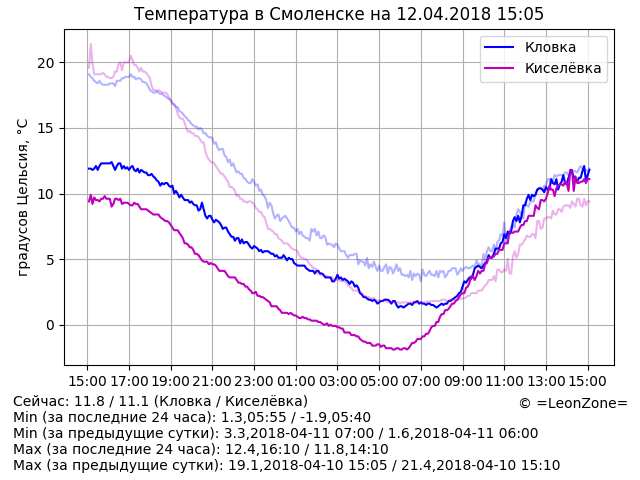 Температура в Смоленске на 12.04.2018 15:05
Кловка
Киселёвка
градусов Цельсия, °C
20
15
10
5
0
15:00 17:00 19:00 21:00 23:00 01:00 03:00 05:00 07:00 09:00 11:00 13:00 15:00
Сейчас: 11.8 / 11.1 (Кловка / Киселёвка)
© =LeonZone=
Min (за последние 24 часа): 1.3,05:55 / -1.9,05:40
Min (за предыдущие сутки): 3.3,2018-04-11 07:00 / 1.6,2018-04-11 06:00
Max (за последние 24 часа): 12.4,16:10 / 11.8,14:10
Max (за предыдущие сутки): 19.1,2018-04-10 15:05 / 21.4,2018-04-10 15:10